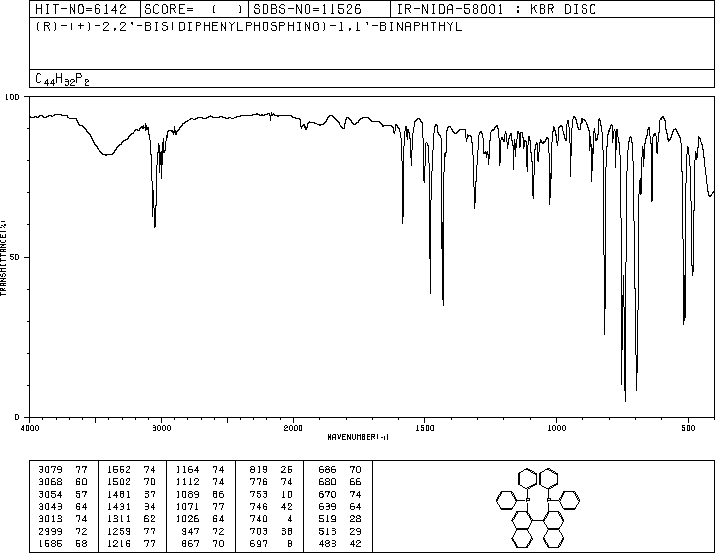 HIT-NO=6142 SCORE= ( ) SDBS-NO=11526 IR-NIDA-58001 : KBR DISC
(R)-(+)-2,2'-BIS(DIPHENYLPHOSPHINO)-1,1'-BINAPHTHYL
C44H32P2
100
50
0
TRANSMITTANCE(%)
4000 3000 2000 1500 1000 500
WAVENUMBER(-1)
3079 77 1552 74 1164 74 819 25 686 70
3068 60 1502 70 1112 74 776 74 680 66
3054 57 1481 37 1089 66 753 10 670 74
3049 64 1431 34 1071 77 746 42 639 64
3013 74 1311 62 1026 64 740 4 519 28
2999 72 1259 77 947 72 703 38 513 29
1585 68 1216 77 867 70 697 8 483 42
P P